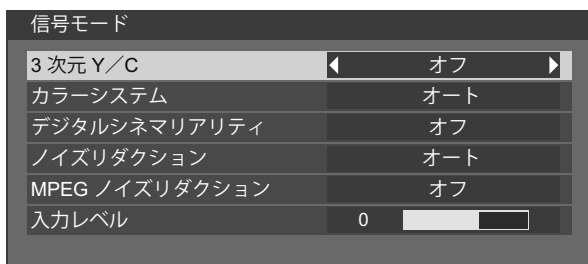 信号モード
3 次元 Y／C オフ
カラーシステム オート
デジタルシネマリアリティ オフ
ノイズリダクション オート
MPEG ノイズリダクション オフ
入力レベル 0